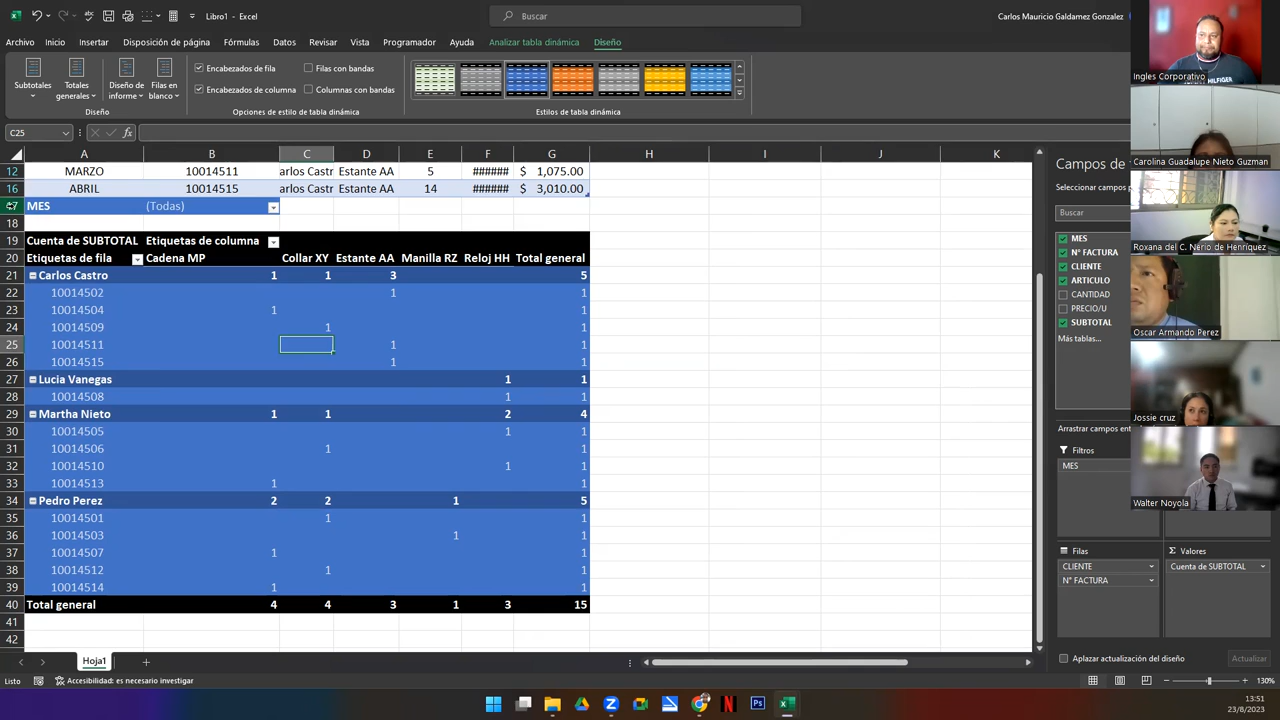 Libro1 - Excel
Buscar
Carlos Mauricio Galdamez Gonzalez
Archivo Inicio Insertar Disposición de página Fórmulas Datos Revisar Vista Programador Ayuda Analizar tabla dinámica Diseño
Subtotales
Totales generales
Diseño de informe
Filas en blanco
Diseño
Encabezados de fila
Filas con bandas
Encabezados de columna
Columnas con bandas
Opciones de estilo de tabla dinámica
Estilos de tabla dinámica
C25
fx
A B C D E F G H I J K
12 MARZO 10014511 arlos Castr Estante AA 5 ###### $ 1,075.00
16 ABRIL 10014515 arlos Castr Estante AA 14 ###### $ 3,010.00
MES (Todas)
18
19 Cuenta de SUBTOTAL Etiquetas de columna
20 Etiquetas de fila Cadena MP Collar XY Estante AA Manilla RZ Reloj HH Total general
21 Carlos Castro 1 1 3 5
22 10014502 1 1
23 10014504 1 1
24 10014509 1 1
25 10014511 1 1
26 10014515 1 1
27 Lucia Vanegas 1 1
28 10014508 1 1
29 Martha Nieto 1 1 2 4
30 10014505 1 1
31 10014506 1 1
32 10014510 1 1
33 10014513 1 1
34 Pedro Perez 2 2 1 5
35 10014501 1 1
36 10014503 1 1
37 10014507 1 1
38 10014512 1 1
39 10014514 1 1
40 Total general 4 4 3 1 3 15
41
42
Hoja1
Listo
Accesibilidad: es necesario investigar
130%
Campos de
Seleccionar campos p
Buscar
MES
N° FACTURA
CLIENTE
ARTICULO
CANTIDAD
PRECIO/U
SUBTOTAL
Más tablas...
Arrastrar campos ent
Filtros
MES
Filas
CLIENTE
N° FACTURA
Σ Valores
Cuenta de SUBTOTAL
Aplazar actualización del diseño
Actualizar
Ingles Corporativo
HILFIGER
Carolina Guadalupe Nieto Guzman
Roxana del C. Nerio de Henriquez
Oscar Armando Perez
Jossie cruz
Walter Noyola
13:51
23/8/2023